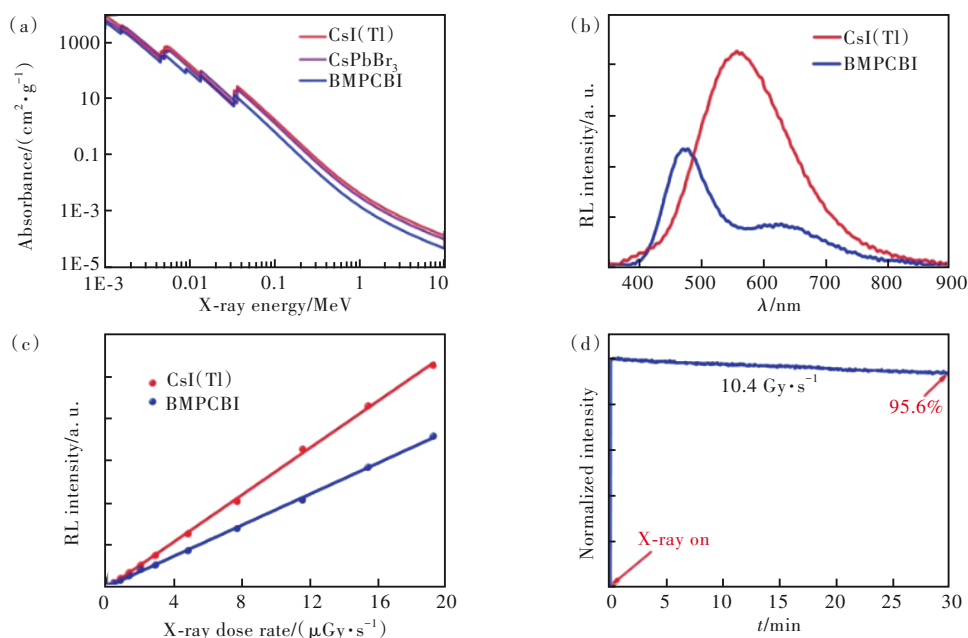 (a)
CsI(Tl)
CsPbBr₃
BMPCBI
1000
10
0.1
1E-3
1E-5
Absorbance/(cm²·g⁻¹)
1E-3
0.01
0.1
1
10
X-ray energy/MeV
(b)
CsI(Tl)
BMPCBI
RL intensity/a. u.
400
500
600
700
800
900
λ/nm
(c)
CsI(Tl)
BMPCBI
RL intensity/a. u.
0
4
8
12
16
20
X-ray dose rate/(μGy·s⁻¹)
(d)
10.4 Gy·s⁻¹
95.6%
X-ray on
Normalized intensity
0
5
10
15
20
25
30
t/min